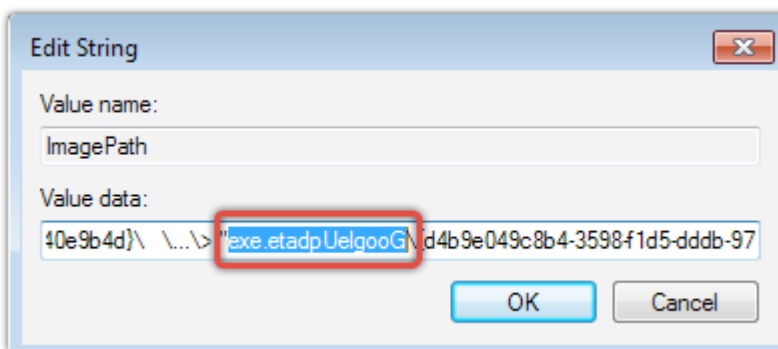 Edit String
Value name:
ImagePath
Value data:
40e9b4d}\ \...\> "exe.etadpUelgooG\{d4b9e049c8b4-3598-f1d5-dddb-97
OK Cancel